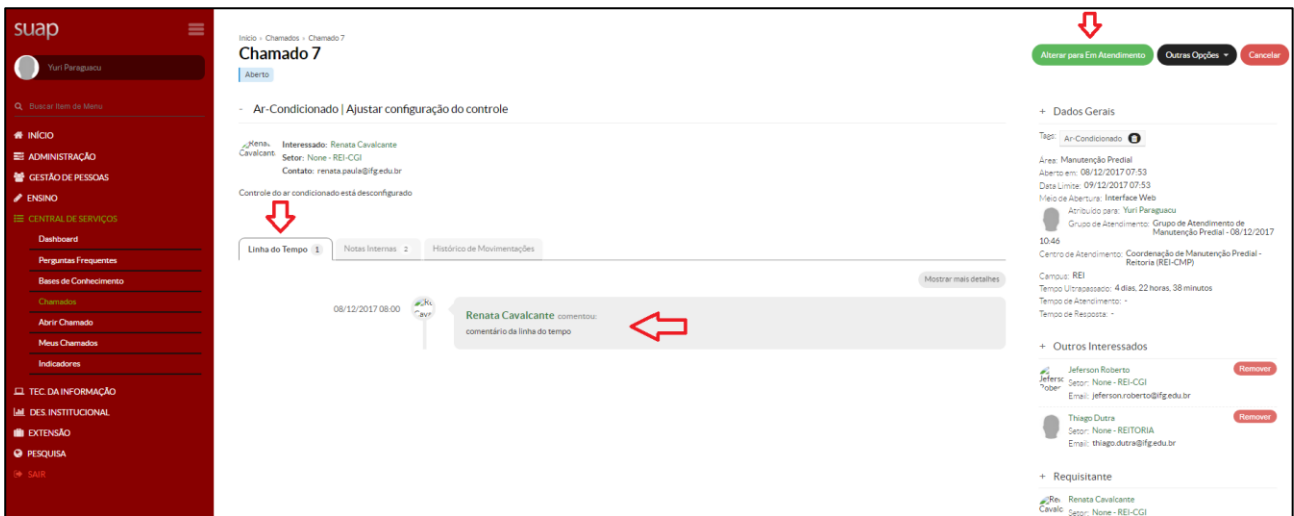 suap
Yuri Paraguacu
Buscar Item de Menu
INÍCIO
ADMINISTRAÇÃO
GESTÃO DE PESSOAS
ENSINO
CENTRAL DE SERVIÇOS
Dashboard
Perguntas Frequentes
Bases de Conhecimento
Chamados
Abrir Chamado
Meus Chamados
Indicadores
TEC. DA INFORMAÇÃO
DES. INSTITUCIONAL
EXTENSÃO
PESQUISA
SAIR
Início » Chamados » Chamado 7
Chamado 7
Aberto
Alterar para Em Atendimento Outras Opções Cancelar
- Ar-Condicionado | Ajustar configuração do controle
Interessado: Renata Cavalcante
Setor: None - REI-CGI
Contato: renata.paula@ifg.edu.br
Controle do ar condicionado está desconfigurado
Linha do Tempo 1 Notas Internas 2 Histórico de Movimentações
Mostrar mais detalhes
08/12/2017 08:00
Renata Cavalcante comentou:
comentário da linha do tempo
+ Dados Gerais
Tags: Ar-Condicionado
Área: Manutenção Predial
Aberto em: 08/12/2017 07:53
Data Limite: 09/12/2017 07:53
Meio de Abertura: Interface Web
Atribuído para: Yuri Paraguacu
Grupo de Atendimento: Grupo de Atendimento de
Manutenção Predial - 08/12/2017
10:46
Centro de Atendimento: Coordenação de Manutenção Predial -
Reitoria (REI-CMP)
Campus: REI
Tempo Ultrapassado: 4 dias, 22 horas, 38 minutos
Tempo de Atendimento: -
Tempo de Resposta: -
+ Outros Interessados
Jeferson Roberto Remover
Setor: None - REI-CGI
Email: jeferson.roberto@ifg.edu.br
Thiago Dutra Remover
Setor: None - REITORIA
Email: thiago.dutra@ifg.edu.br
+ Requisitante
Renata Cavalcante
Setor: None - REI-CGI